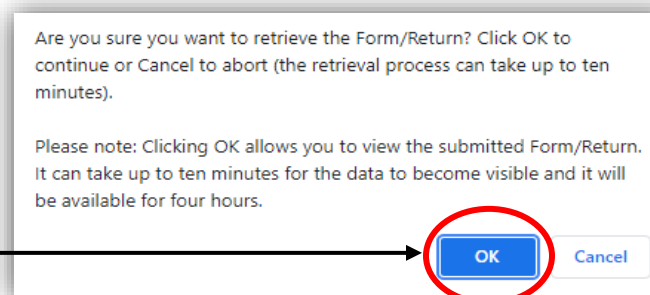 Are you sure you want to retrieve the Form/Return? Click OK to
continue or Cancel to abort (the retrieval process can take up to ten
minutes).
Please note: Clicking OK allows you to view the submitted Form/Return.
It can take up to ten minutes for the data to become visible and it will
be available for four hours.
OK Cancel